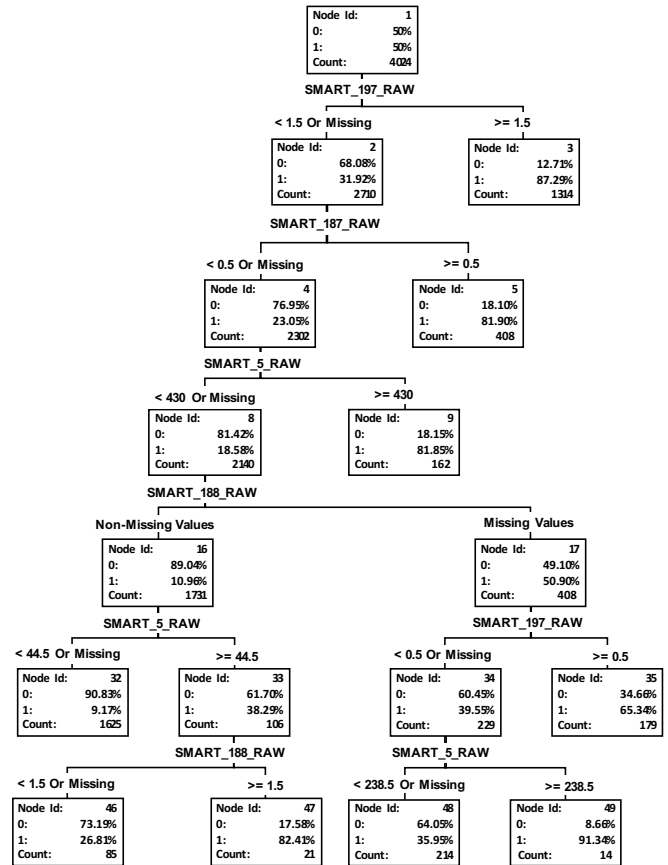 Node Id: 1
0: 50%
1: 50%
Count: 4024
SMART_197_RAW
< 1.5 Or Missing
>= 1.5
Node Id: 2
0: 68.08%
1: 31.92%
Count: 2710
Node Id: 3
0: 12.71%
1: 87.29%
Count: 1314
SMART_187_RAW
< 0.5 Or Missing
>= 0.5
Node Id: 4
0: 76.95%
1: 23.05%
Count: 2302
Node Id: 5
0: 18.10%
1: 81.90%
Count: 408
SMART_5_RAW
< 430 Or Missing
>= 430
Node Id: 8
0: 81.42%
1: 18.58%
Count: 2140
Node Id: 9
0: 18.15%
1: 81.85%
Count: 162
SMART_188_RAW
Non-Missing Values
Missing Values
Node Id: 16
0: 89.04%
1: 10.96%
Count: 1731
Node Id: 17
0: 49.10%
1: 50.90%
Count: 408
SMART_5_RAW
SMART_197_RAW
< 44.5 Or Missing
>= 44.5
< 0.5 Or Missing
>= 0.5
Node Id: 32
0: 90.83%
1: 9.17%
Count: 1625
Node Id: 33
0: 61.70%
1: 38.29%
Count: 106
Node Id: 34
0: 60.45%
1: 39.55%
Count: 229
Node Id: 35
0: 34.66%
1: 65.34%
Count: 179
SMART_188_RAW
SMART_5_RAW
< 1.5 Or Missing
>= 1.5
< 238.5 Or Missing
>= 238.5
Node Id: 46
0: 73.19%
1: 26.81%
Count: 85
Node Id: 47
0: 17.58%
1: 82.41%
Count: 21
Node Id: 48
0: 64.05%
1: 35.95%
Count: 214
Node Id: 49
0: 8.66%
1: 91.34%
Count: 14